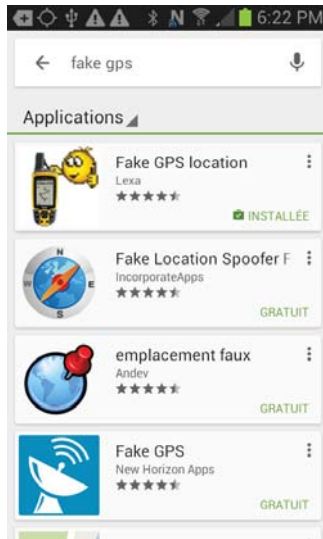 6:22 PM
fake gps
Applications
Fake GPS location
Lexa
INSTALLÉE
Fake Location Spoofer F
IncorporateApps
GRATUIT
emplacement faux
Andev
GRATUIT
Fake GPS
New Horizon Apps
GRATUIT